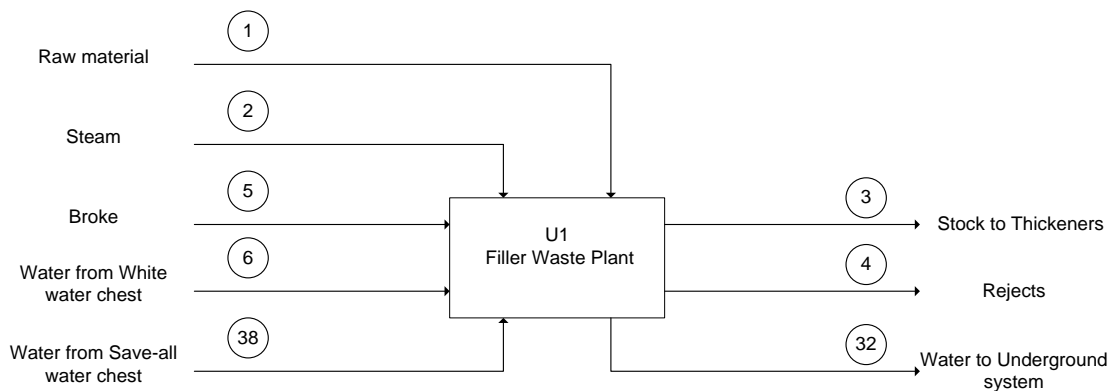 1
Raw material
2
Steam
5
Broke
3
Stock to Thickeners
U1
Filler Waste Plant
6
Water from White
water chest
4
Rejects
38
Water from Save-all
water chest
32
Water to Underground
system